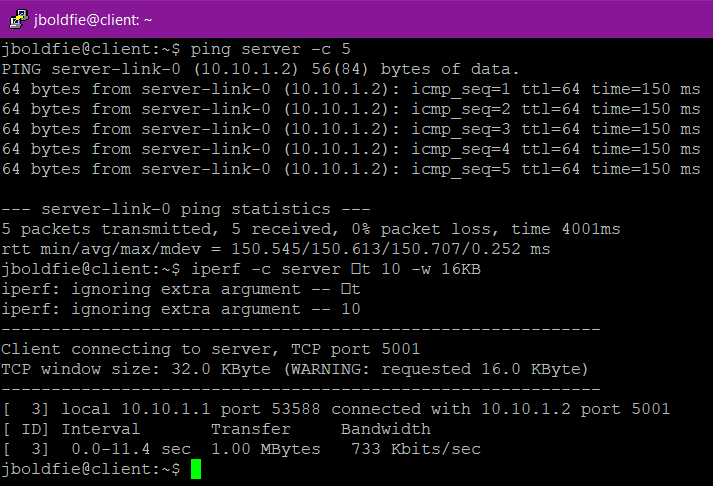 jboldfie@client: ~
jboldfie@client:~$ ping server -c 5
PING server-link-0 (10.10.1.2) 56(84) bytes of data.
64 bytes from server-link-0 (10.10.1.2): icmp_seq=1 ttl=64 time=150 ms
64 bytes from server-link-0 (10.10.1.2): icmp_seq=2 ttl=64 time=150 ms
64 bytes from server-link-0 (10.10.1.2): icmp_seq=3 ttl=64 time=150 ms
64 bytes from server-link-0 (10.10.1.2): icmp_seq=4 ttl=64 time=150 ms
64 bytes from server-link-0 (10.10.1.2): icmp_seq=5 ttl=64 time=150 ms
--- server-link-0 ping statistics ---
5 packets transmitted, 5 received, 0% packet loss, time 4001ms
rtt min/avg/max/mdev = 150.545/150.613/150.707/0.252 ms
jboldfie@client:~$ iperf -c server □t 10 -w 16KB
iperf: ignoring extra argument -- □t
iperf: ignoring extra argument -- 10
------------------------------------------------------------
Client connecting to server, TCP port 5001
TCP window size: 32.0 KByte (WARNING: requested 16.0 KByte)
------------------------------------------------------------
[  3] local 10.10.1.1 port 53588 connected with 10.10.1.2 port 5001
[ ID] Interval       Transfer     Bandwidth
[  3]  0.0-11.4 sec  1.00 MBytes   733 Kbits/sec
jboldfie@client:~$